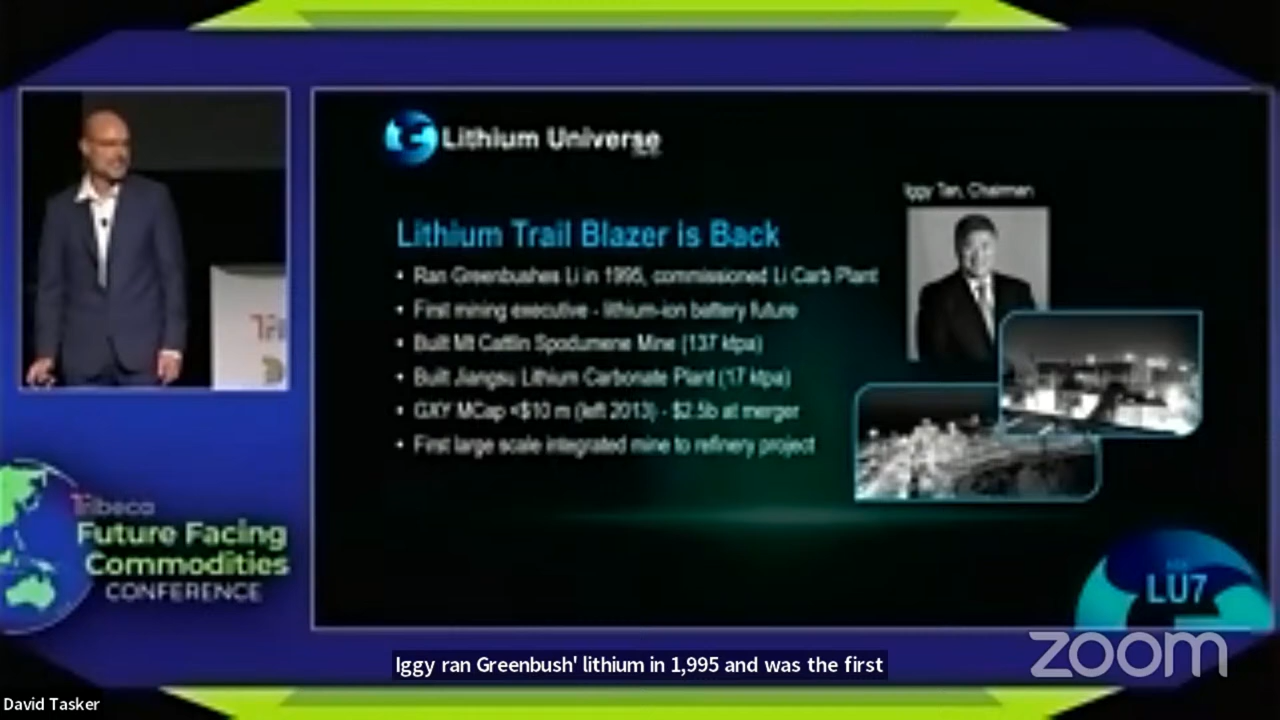 Lithium Universe
Iggy Tan, Chairman
Lithium Trail Blazer is Back
• Ran Greenbushes Li in 1995, commissioned Li Carb Plant
• First mining executive - lithium-ion battery future
• Built Mt Cattlin Spodumene Mine (137 ktpa)
• Built Jiangsu Lithium Carbonate Plant (17 ktpa)
• GXY MCap <$10 m (left 2013) - $2.5b at merger
• First large scale integrated mine to refinery project
Tribeca
Future Facing
Commodities
CONFERENCE
LU7
zoom
Iggy ran Greenbush' lithium in 1,995 and was the first
David Tasker